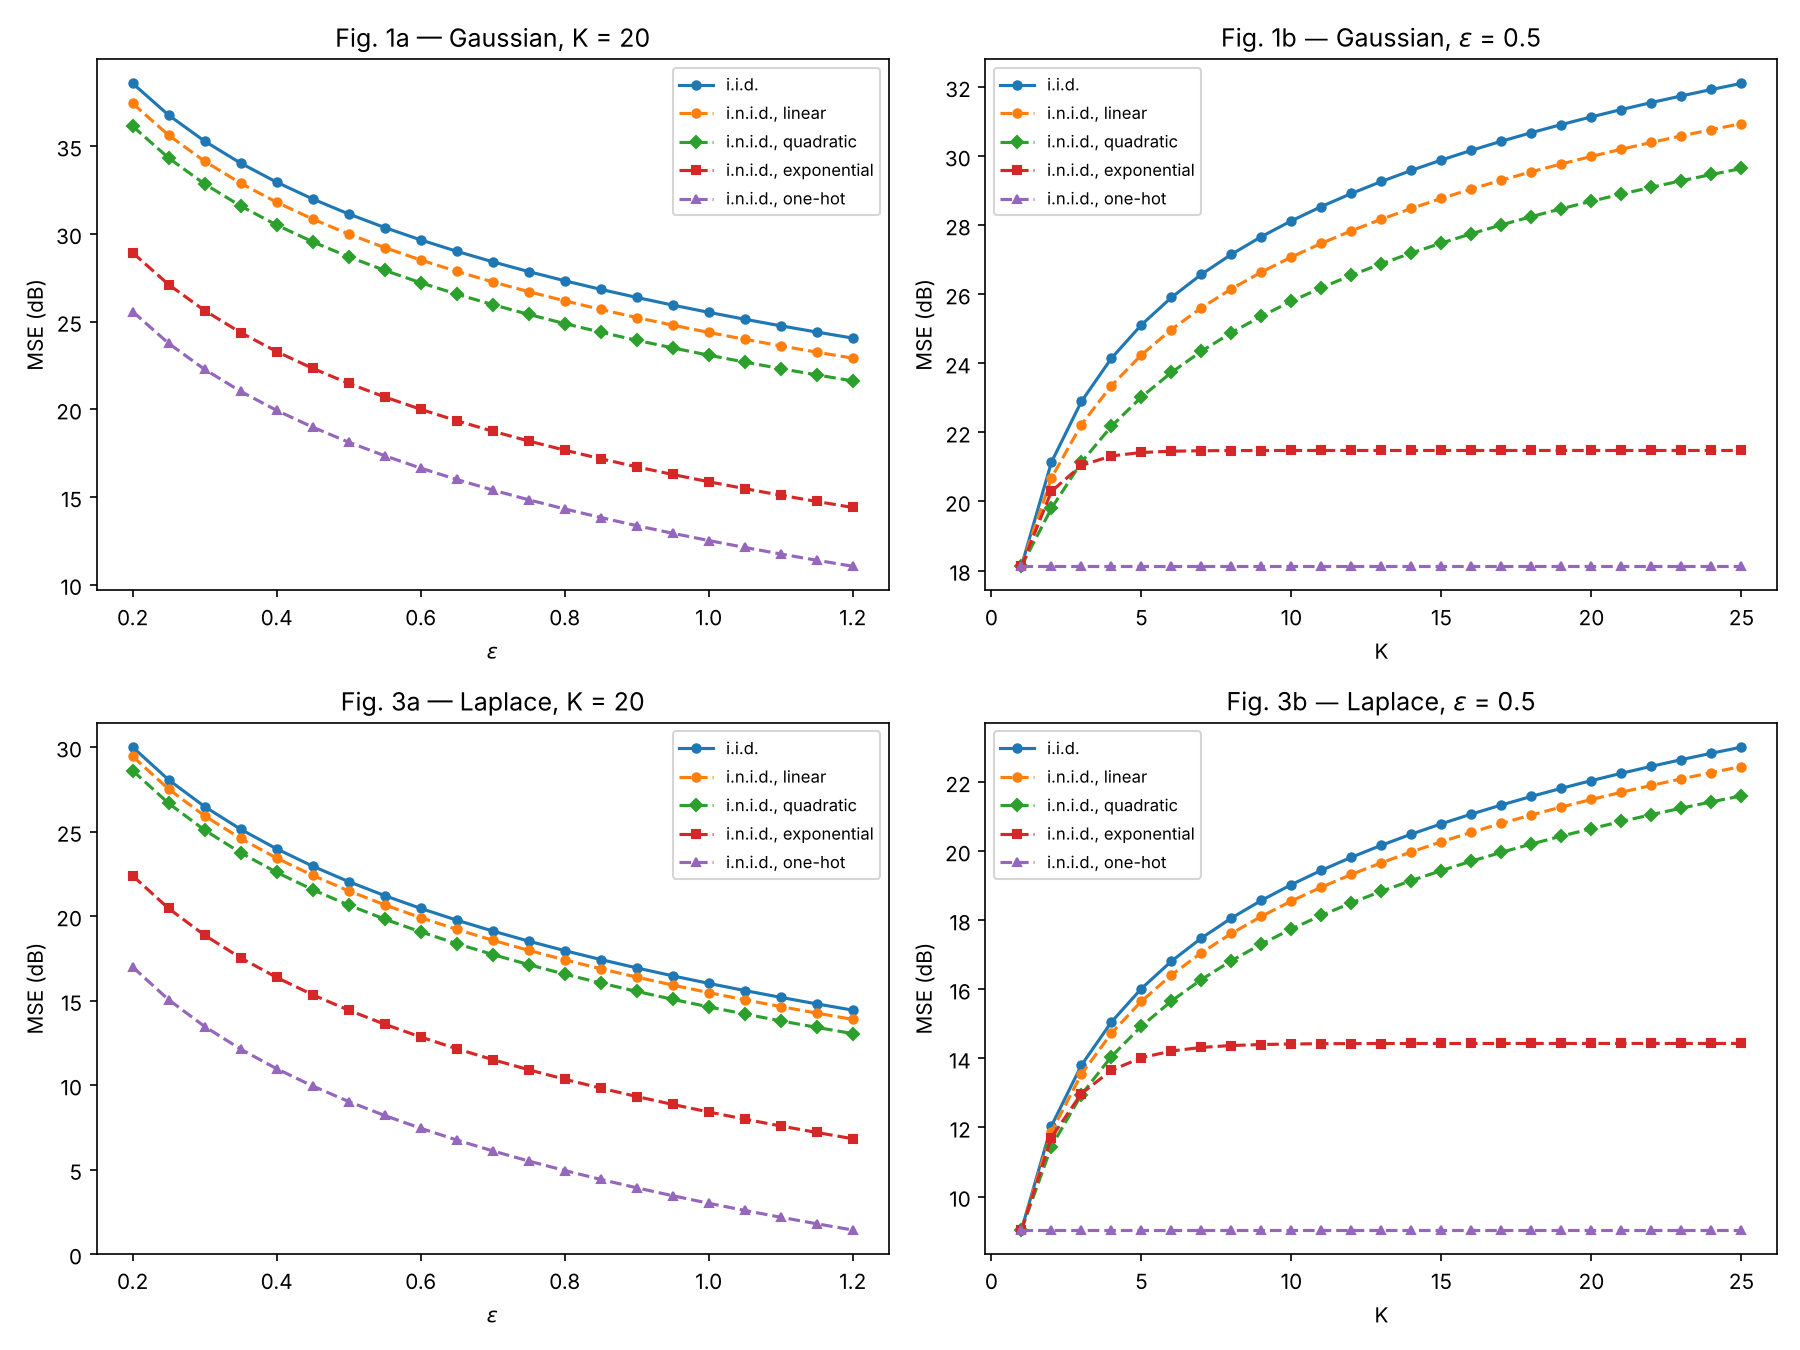 Fig. 1a — Gaussian, K = 20
MSE (dB)
35
30
25
20
15
10
0.2 0.4 0.6 0.8 1.0 1.2
ε
i.i.d.
i.n.i.d., linear
i.n.i.d., quadratic
i.n.i.d., exponential
i.n.i.d., one-hot
Fig. 1b — Gaussian, ε = 0.5
MSE (dB)
32
30
28
26
24
22
20
18
0 5 10 15 20 25
K
i.i.d.
i.n.i.d., linear
i.n.i.d., quadratic
i.n.i.d., exponential
i.n.i.d., one-hot
Fig. 3a — Laplace, K = 20
MSE (dB)
30
25
20
15
10
5
0
0.2 0.4 0.6 0.8 1.0 1.2
ε
i.i.d.
i.n.i.d., linear
i.n.i.d., quadratic
i.n.i.d., exponential
i.n.i.d., one-hot
Fig. 3b — Laplace, ε = 0.5
MSE (dB)
22
20
18
16
14
12
10
0 5 10 15 20 25
K
i.i.d.
i.n.i.d., linear
i.n.i.d., quadratic
i.n.i.d., exponential
i.n.i.d., one-hot